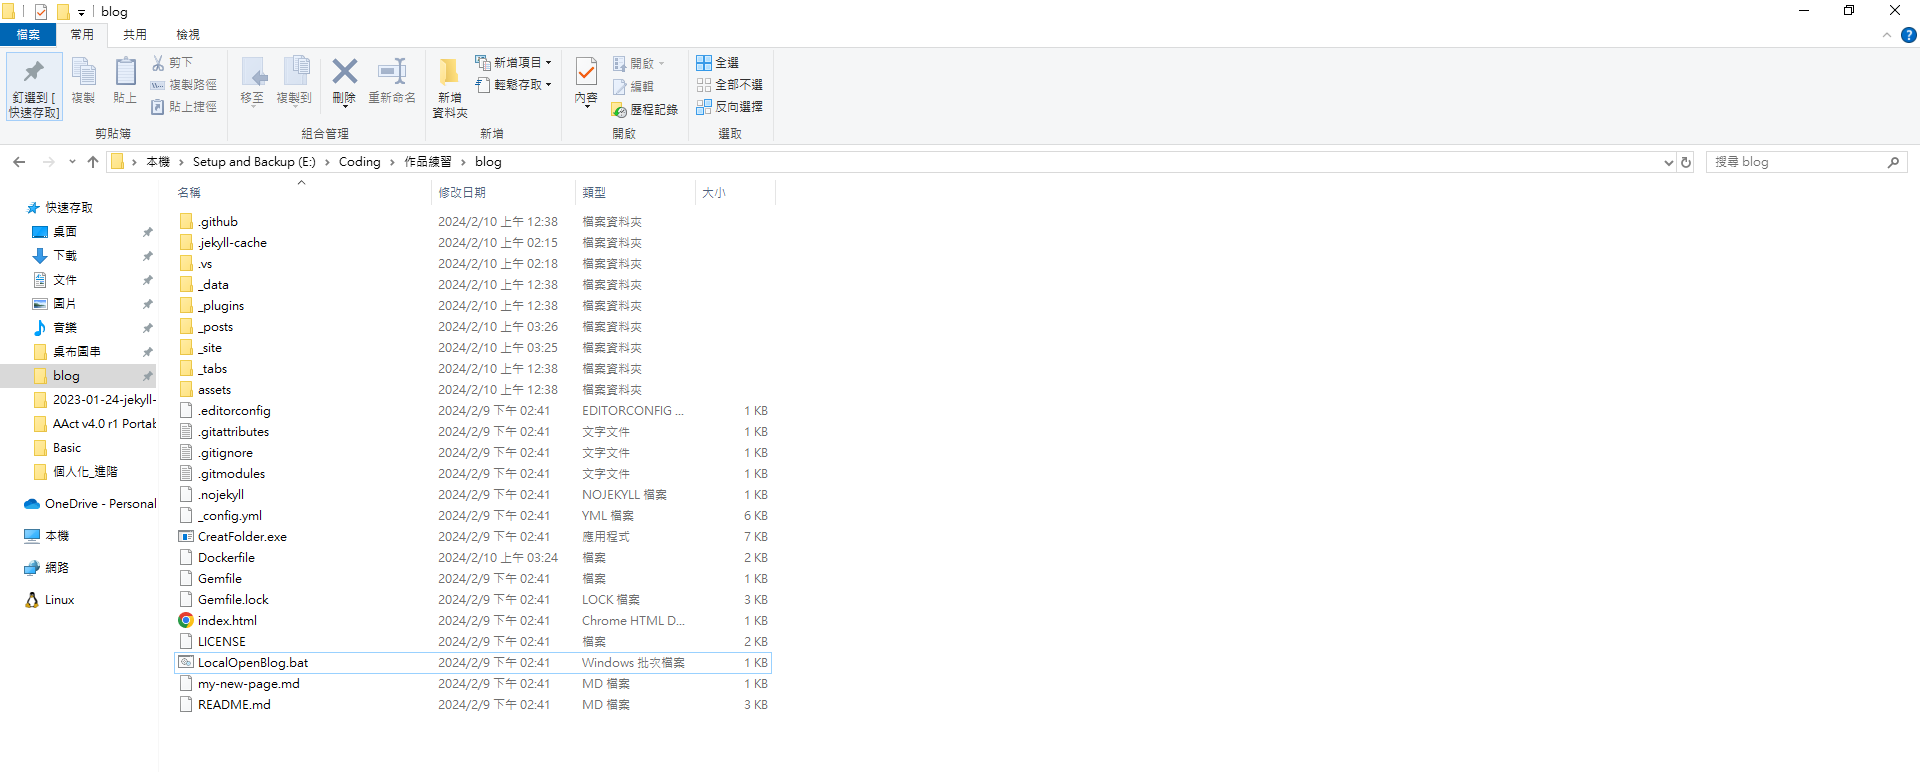 blog
檔案 常用 共用 檢視
釘選到 [快速存取]
複製
貼上
剪下
複製路徑
貼上捷徑
剪貼簿
移至
複製到
刪除
重新命名
組合管理
新增資料夾
新增項目
輕鬆存取
新增
內容
開啟
編輯
歷程記錄
開啟
全選
全部不選
反向選擇
選取
本機 > Setup and Backup (E:) > Coding > 作品練習 > blog
搜尋 blog
快速存取
桌面
下載
文件
圖片
音樂
桌布圖串
blog
2023-01-24-jekyll-
AAct v4.0 r1 Portab
Basic
個人化_進階
OneDrive - Personal
本機
網路
Linux
名稱 修改日期 類型 大小
.github 2024/2/10 上午 12:38 檔案資料夾
.jekyll-cache 2024/2/10 上午 02:15 檔案資料夾
.vs 2024/2/10 上午 02:18 檔案資料夾
_data 2024/2/10 上午 12:38 檔案資料夾
_plugins 2024/2/10 上午 12:38 檔案資料夾
_posts 2024/2/10 上午 03:26 檔案資料夾
_site 2024/2/10 上午 03:25 檔案資料夾
_tabs 2024/2/10 上午 12:38 檔案資料夾
assets 2024/2/10 上午 12:38 檔案資料夾
.editorconfig 2024/2/9 下午 02:41 EDITORCONFIG ... 1 KB
.gitattributes 2024/2/9 下午 02:41 文字文件 1 KB
.gitignore 2024/2/9 下午 02:41 文字文件 1 KB
.gitmodules 2024/2/9 下午 02:41 文字文件 1 KB
.nojekyll 2024/2/9 下午 02:41 NOJEKYLL 檔案 1 KB
_config.yml 2024/2/9 下午 02:41 YML 檔案 6 KB
CreatFolder.exe 2024/2/9 下午 02:41 應用程式 7 KB
Dockerfile 2024/2/10 上午 03:24 檔案 2 KB
Gemfile 2024/2/9 下午 02:41 檔案 1 KB
Gemfile.lock 2024/2/9 下午 02:41 LOCK 檔案 3 KB
index.html 2024/2/9 下午 02:41 Chrome HTML D... 1 KB
LICENSE 2024/2/9 下午 02:41 檔案 2 KB
LocalOpenBlog.bat 2024/2/9 下午 02:41 Windows 批次檔案 1 KB
my-new-page.md 2024/2/9 下午 02:41 MD 檔案 1 KB
README.md 2024/2/9 下午 02:41 MD 檔案 3 KB